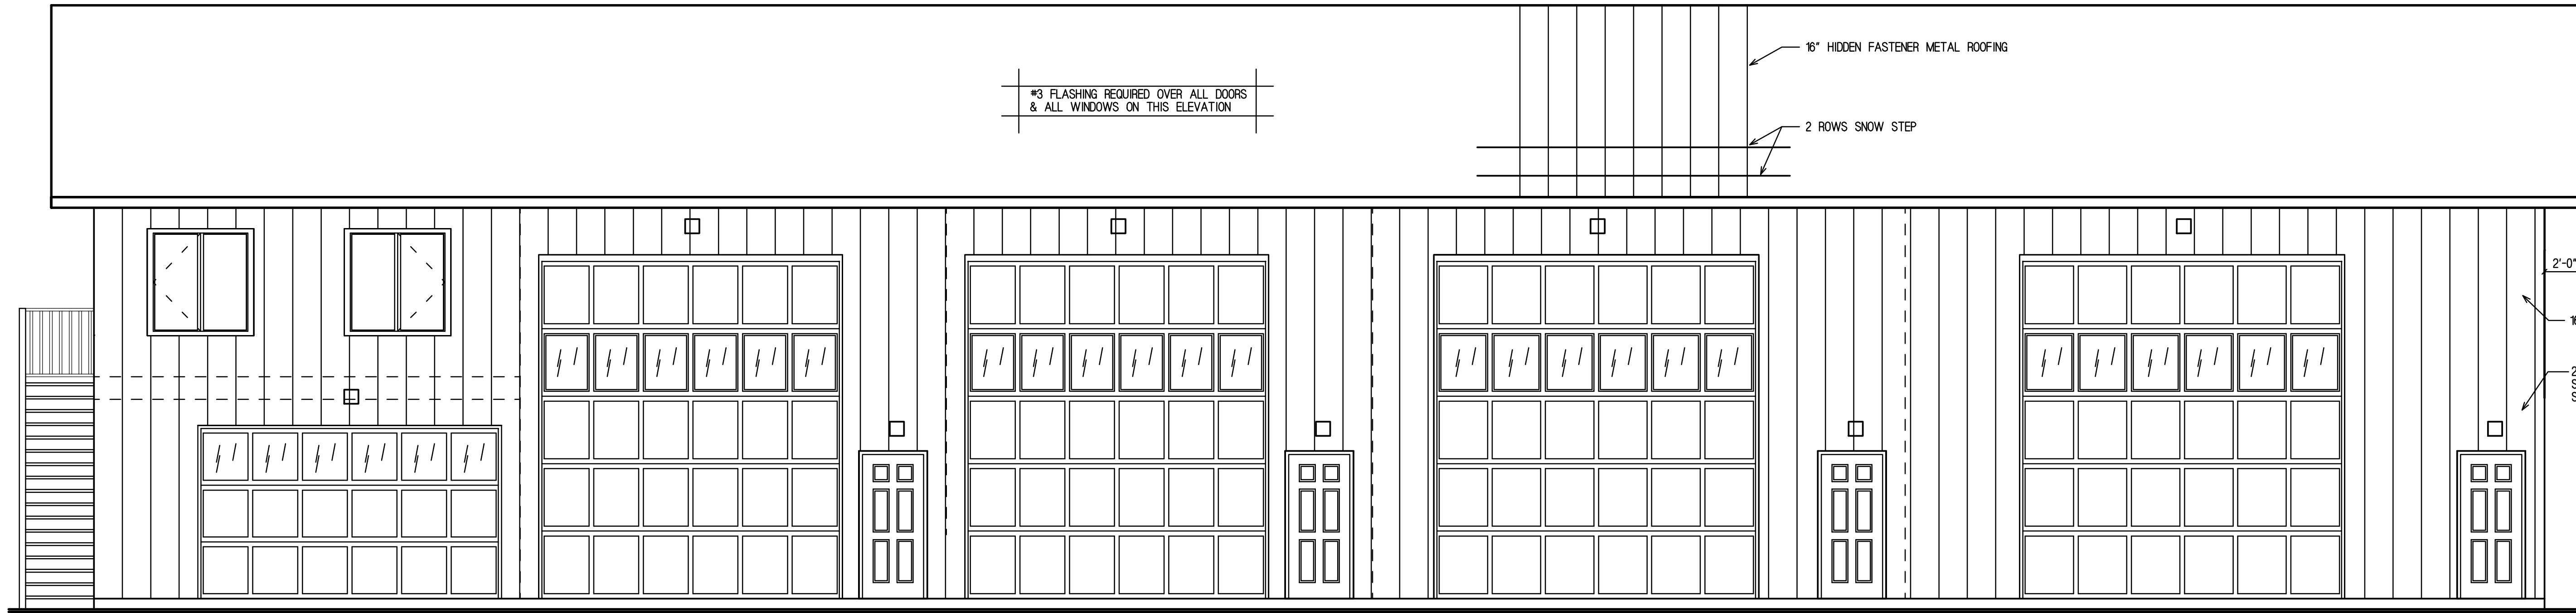 16" HIDDEN FASTENER METAL ROOFING
#3 FLASHING REQUIRED OVER ALL DOORS
& ALL WINDOWS ON THIS ELEVATION
2 ROWS SNOW STEP
2'-0"
2